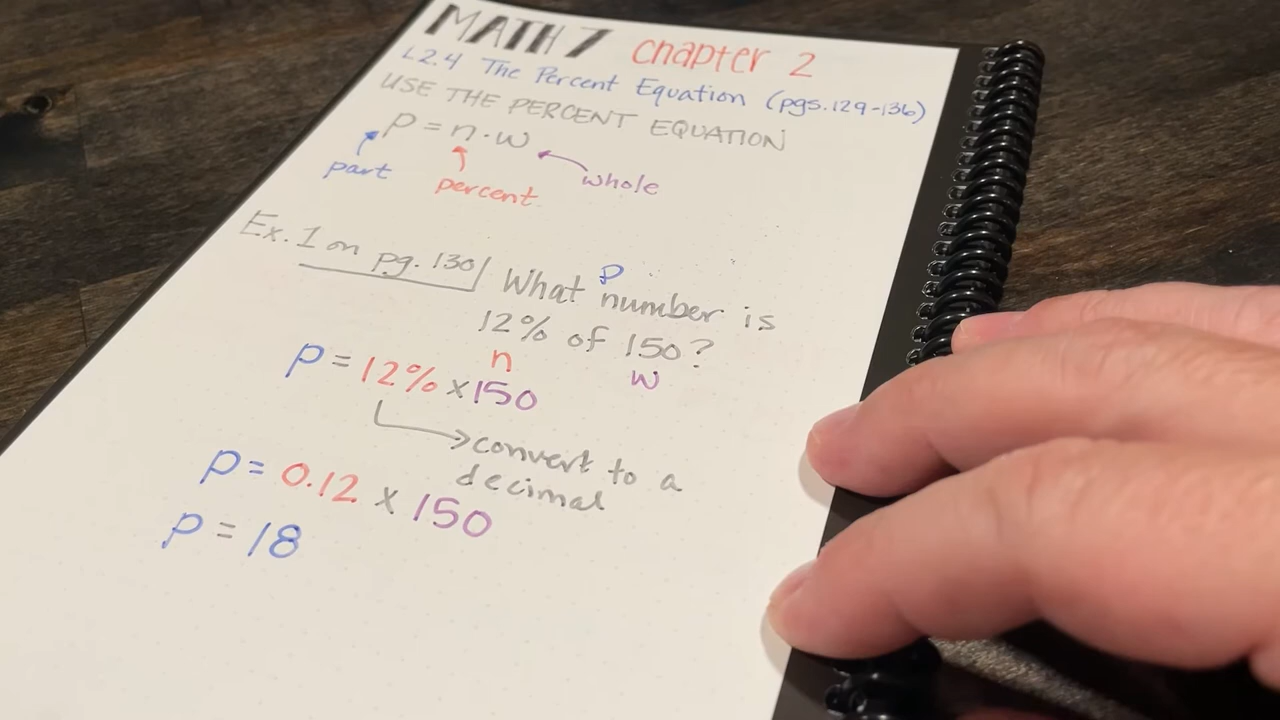 MATH 7 chapter 2
L2.4 The Percent Equation (pgs.129-136)
USE THE PERCENT EQUATION
p = n · w
part
percent
whole
Ex. 1 on pg. 130
p
What number is
12% of 150?
n
w
p = 12% x 150
convert to a
decimal
p = 0.12 x 150
p = 18